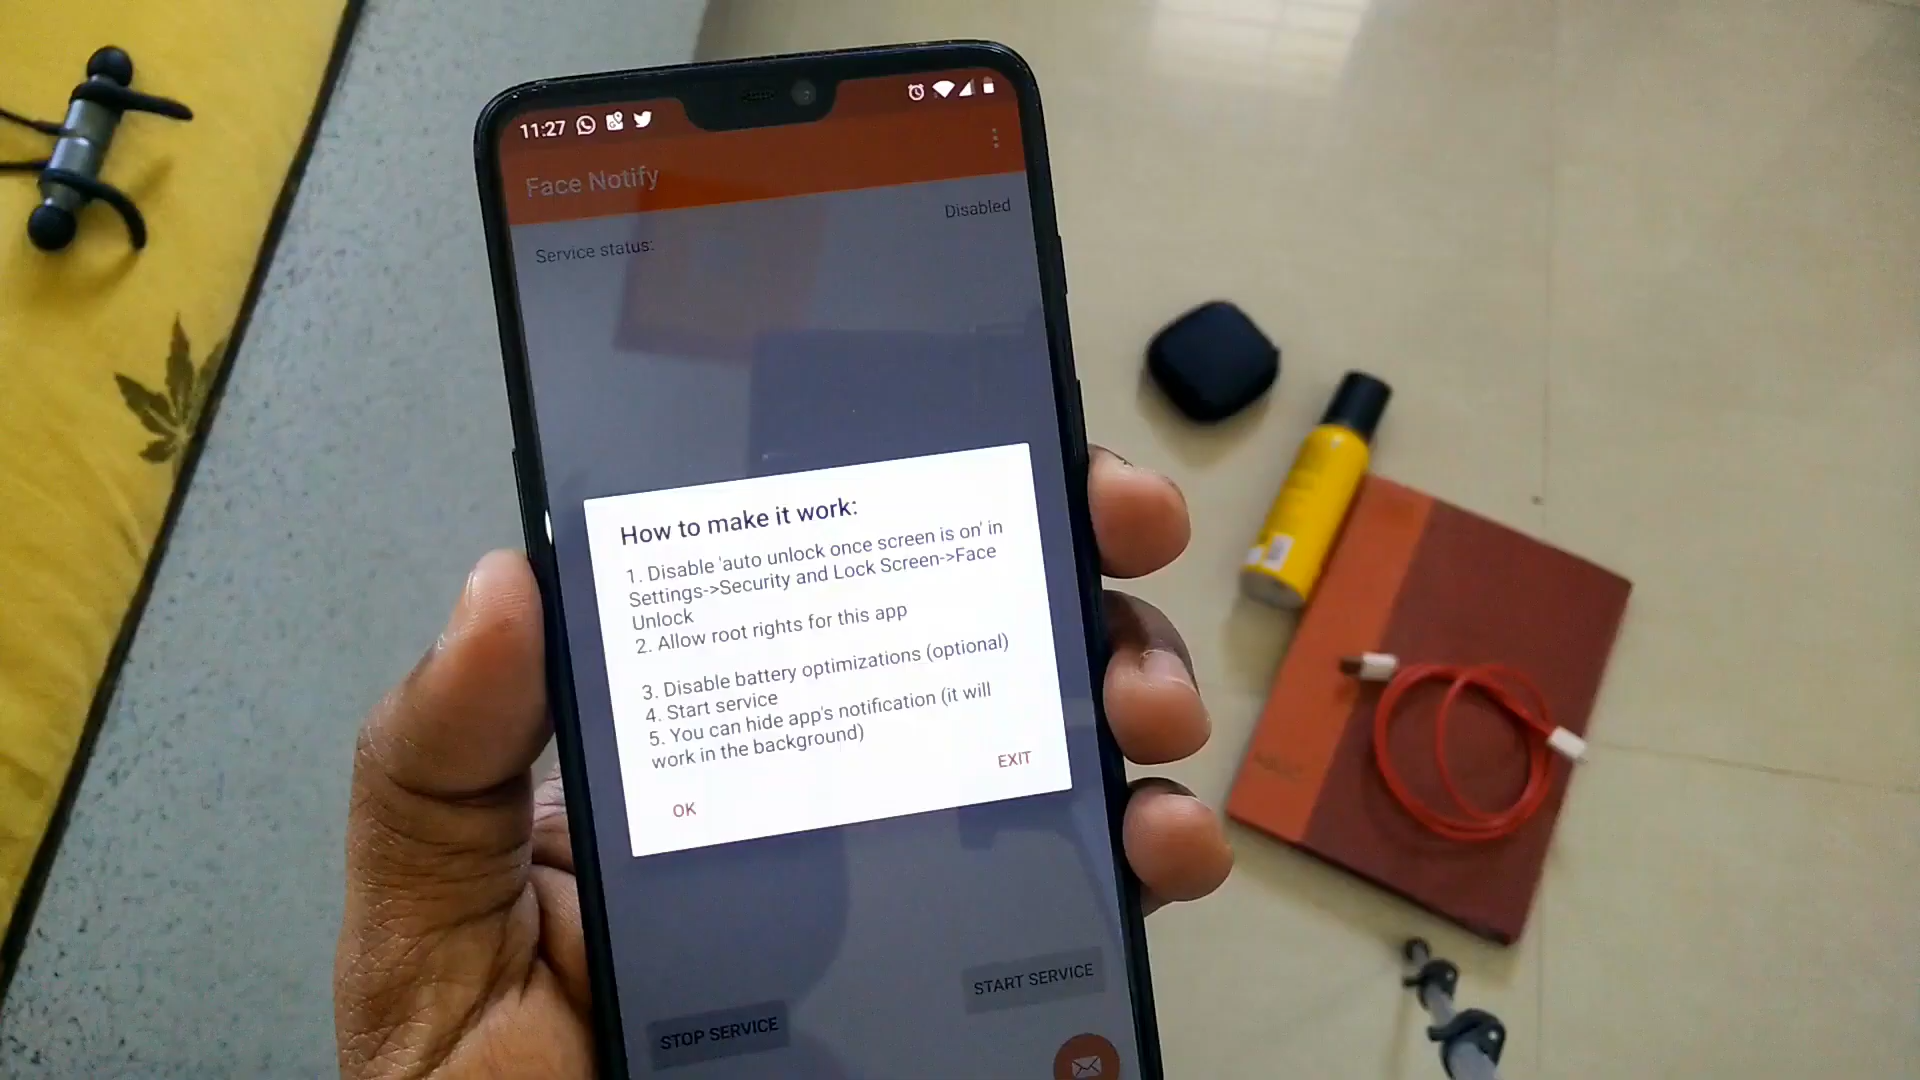 11:27
Face Notify
Disabled
Service status:
How to make it work:
1. Disable 'auto unlock once screen is on' in
Settings->Security and Lock Screen->Face
Unlock
2. Allow root rights for this app
3. Disable battery optimizations (optional)
4. Start service
5. You can hide app's notification (it will
work in the background)
EXIT
OK
START SERVICE
STOP SERVICE